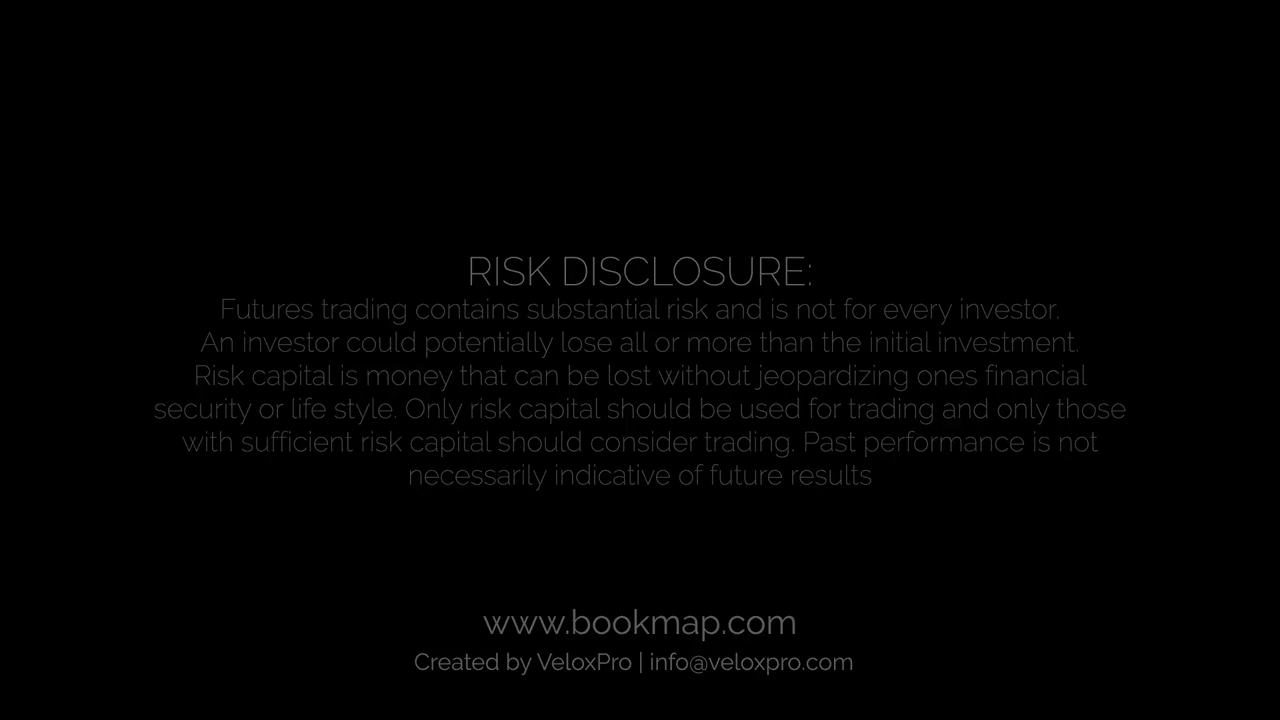 RISK DISCLOSURE:
Futures trading contains substantial risk and is not for every investor.
An investor could potentially lose all or more than the initial investment.
Risk capital is money that can be lost without jeopardizing ones financial
security or life style. Only risk capital should be used for trading and only those
with sufficient risk capital should consider trading. Past performance is not
necessarily indicative of future results
www.bookmap.com
Created by VeloxPro | info@veloxpro.com